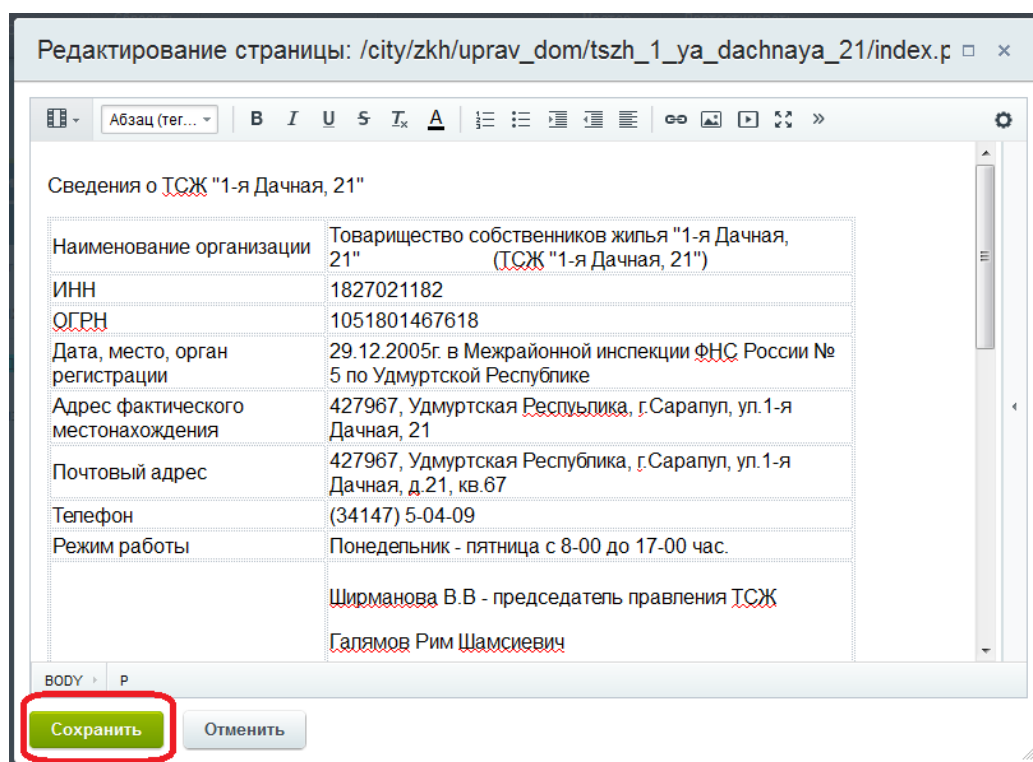 Редактирование страницы: /city/zkh/uprav_dom/tszh_1_ya_dachnaya_21/index.p
Абзац (тег...
B I U S Tx A
Сведения о ТСЖ "1-я Дачная, 21"
Наименование организации
Товарищество собственников жилья "1-я Дачная,
21" (ТСЖ "1-я Дачная, 21")
ИНН
1827021182
ОГРН
1051801467618
Дата, место, орган
регистрации
29.12.2005г. в Межрайонной инспекции ФНС России №
5 по Удмуртской Республике
Адрес фактического
местонахождения
427967, Удмуртская Респуьлика, г.Сарапул, ул.1-я
Дачная, 21
Почтовый адрес
427967, Удмуртская Республика, г.Сарапул, ул.1-я
Дачная, д.21, кв.67
Телефон
(34147) 5-04-09
Режим работы
Понедельник - пятница с 8-00 до 17-00 час.
Ширманова В.В - председатель правления ТСЖ
Галямов Рим Шамсиевич
BODY P
Сохранить
Отменить